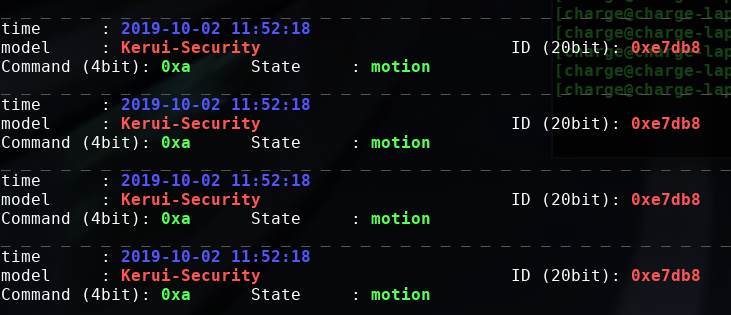 time      : 2019-10-02 11:52:18
model     : Kerui-Security                         ID (20bit): 0xe7db8
Command (4bit): 0xa      State     : motion
_ _ _ _ _ _ _ _ _ _ _ _ _ _ _ _ _ _ _ _ _ _ _ _ _ _ _ _ _ _ _ _ _ _ _ _ _
time      : 2019-10-02 11:52:18
model     : Kerui-Security                         ID (20bit): 0xe7db8
Command (4bit): 0xa      State     : motion
_ _ _ _ _ _ _ _ _ _ _ _ _ _ _ _ _ _ _ _ _ _ _ _ _ _ _ _ _ _ _ _ _ _ _ _ _
time      : 2019-10-02 11:52:18
model     : Kerui-Security                         ID (20bit): 0xe7db8
Command (4bit): 0xa      State     : motion
_ _ _ _ _ _ _ _ _ _ _ _ _ _ _ _ _ _ _ _ _ _ _ _ _ _ _ _ _ _ _ _ _ _ _ _ _
time      : 2019-10-02 11:52:18
model     : Kerui-Security                         ID (20bit): 0xe7db8
Command (4bit): 0xa      State     : motion
[charge@charge-lap
[charge@charge-lap
[charge@charge-lap
[charge@charge-lap
[charge@charge-lap